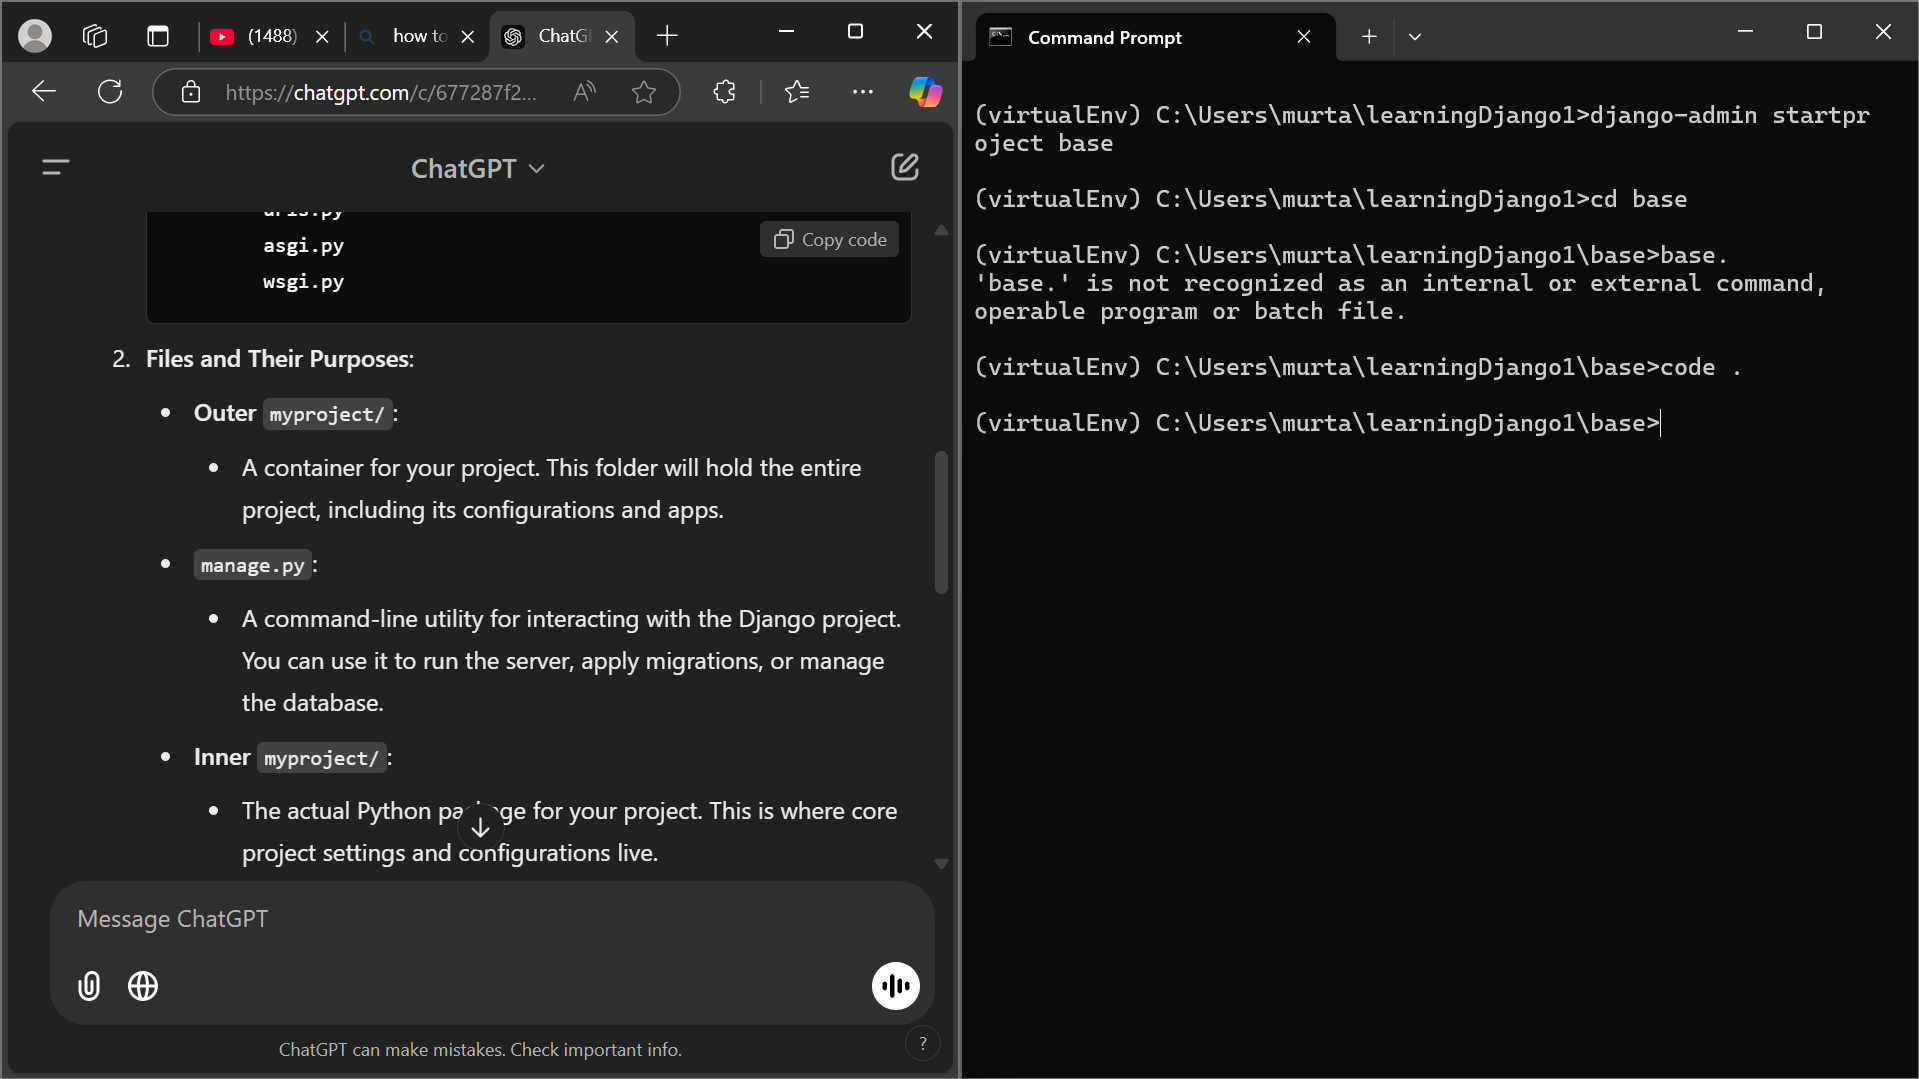 (1488)
how to
ChatG
https://chatgpt.com/c/677287f2...
ChatGPT
urls.py
asgi.py
wsgi.py
Copy code
2. Files and Their Purposes:
Outer myproject/ :
A container for your project. This folder will hold the entire
project, including its configurations and apps.
manage.py :
A command-line utility for interacting with the Django project.
You can use it to run the server, apply migrations, or manage
the database.
Inner myproject/ :
The actual Python package for your project. This is where core
project settings and configurations live.
Message ChatGPT
ChatGPT can make mistakes. Check important info.
?
Command Prompt
(virtualEnv) C:\Users\murta\learningDjango1>django-admin startpr
oject base
(virtualEnv) C:\Users\murta\learningDjango1>cd base
(virtualEnv) C:\Users\murta\learningDjango1\base>base.
'base.' is not recognized as an internal or external command,
operable program or batch file.
(virtualEnv) C:\Users\murta\learningDjango1\base>code .
(virtualEnv) C:\Users\murta\learningDjango1\base>